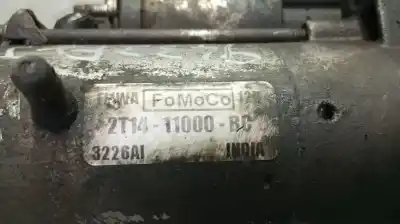 FoMoCo
2T14-11000-BC
3226AI INDIA